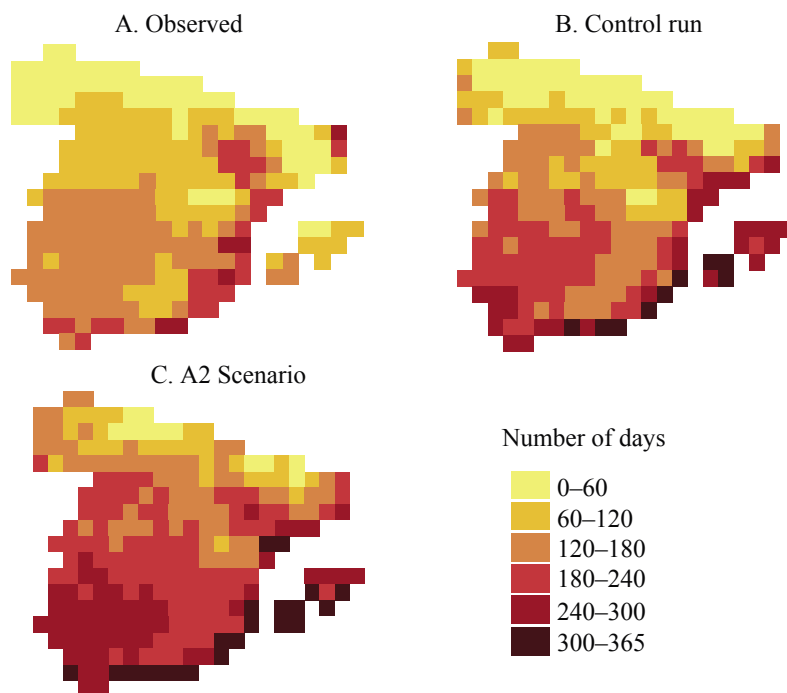 A. Observed
B. Control run
C. A2 Scenario
Number of days
0–60
60–120
120–180
180–240
240–300
300–365